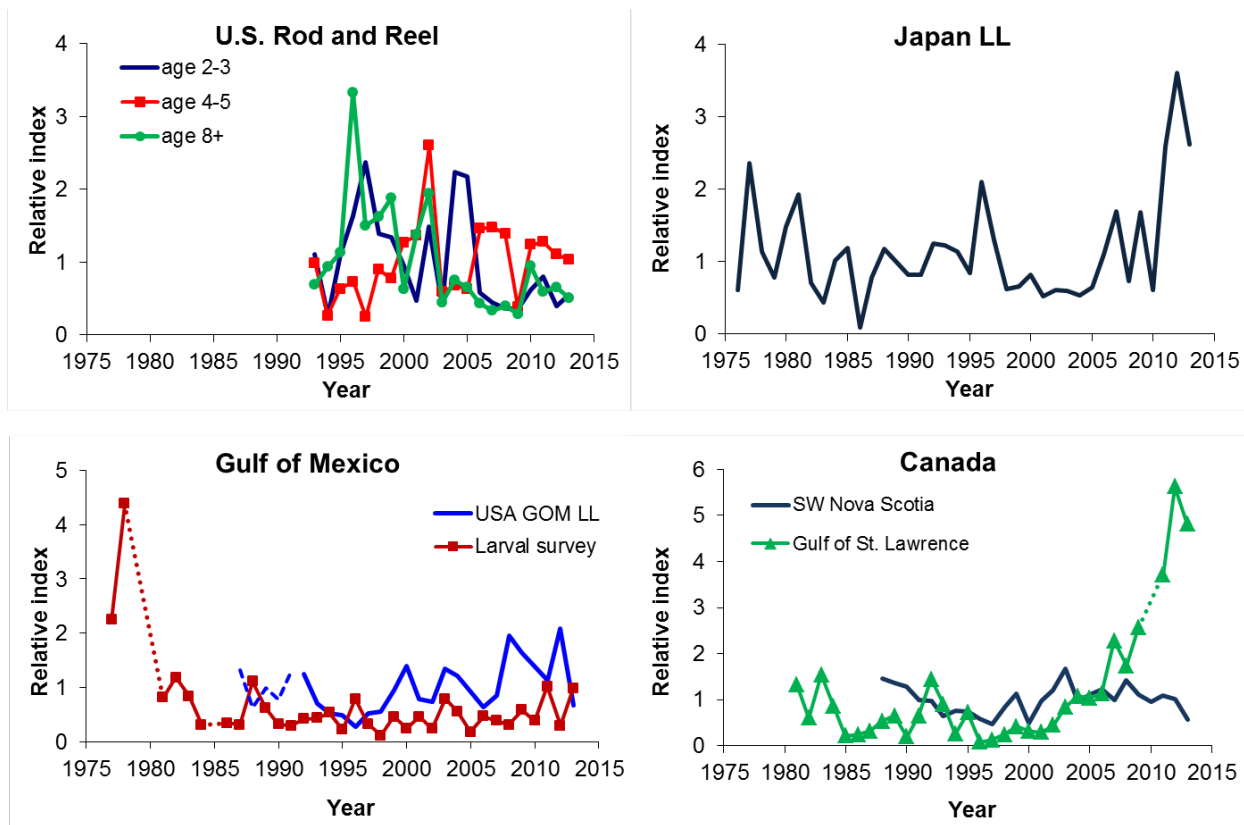 U.S. Rod and Reel
4
3
2
1
0
Relative index
age 2-3
age 4-5
age 8+
1975 1980 1985 1990 1995 2000 2005 2010 2015
Year
Japan LL
4
3
2
1
0
Relative index
1975 1980 1985 1990 1995 2000 2005 2010 2015
Year
Gulf of Mexico
5
4
3
2
1
0
Relative index
USA GOM LL
Larval survey
1975 1980 1985 1990 1995 2000 2005 2010 2015
Year
Canada
6
5
4
3
2
1
0
Relative index
SW Nova Scotia
Gulf of St. Lawrence
1975 1980 1985 1990 1995 2000 2005 2010 2015
Year